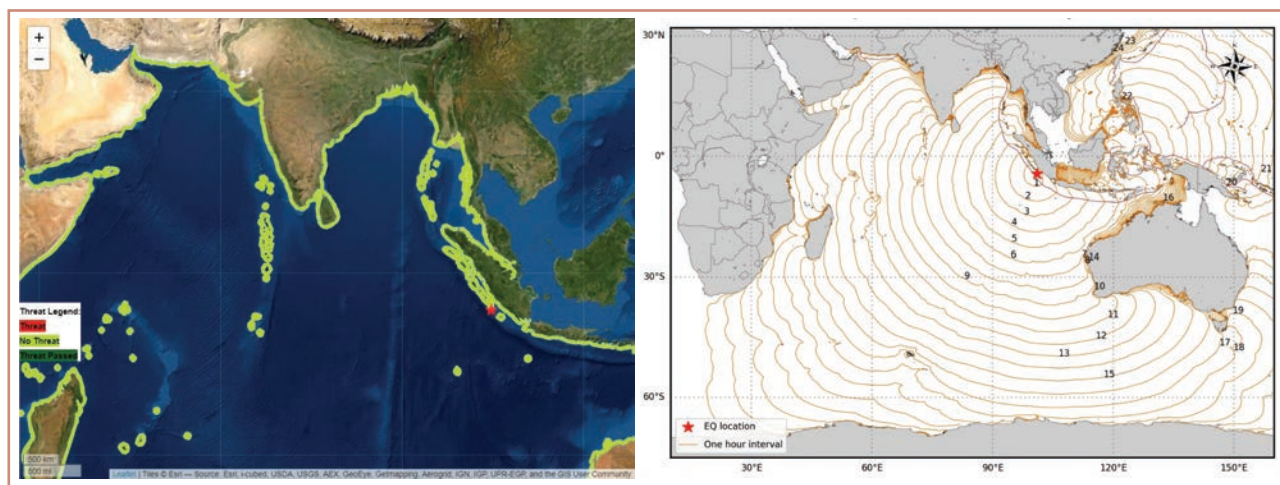 +
−
Threat Legend:
Threat
No Threat
Threat Passed
500 km
500 mi
Leaflet | Tiles © Esri — Source: Esri, i-cubed, USDA, USGS, AEX, GeoEye, Getmapping, Aerogrid, IGN, IGP, UPR-EGP, and the GIS User Community
30°N
0°
30°S
60°S
23
24
22
21
20
1
2
16
3
4
5
6
7
14
8
9
10
11
19
12
17
13
18
15
EQ location
One hour interval
30°E 60°E 90°E 120°E 150°E